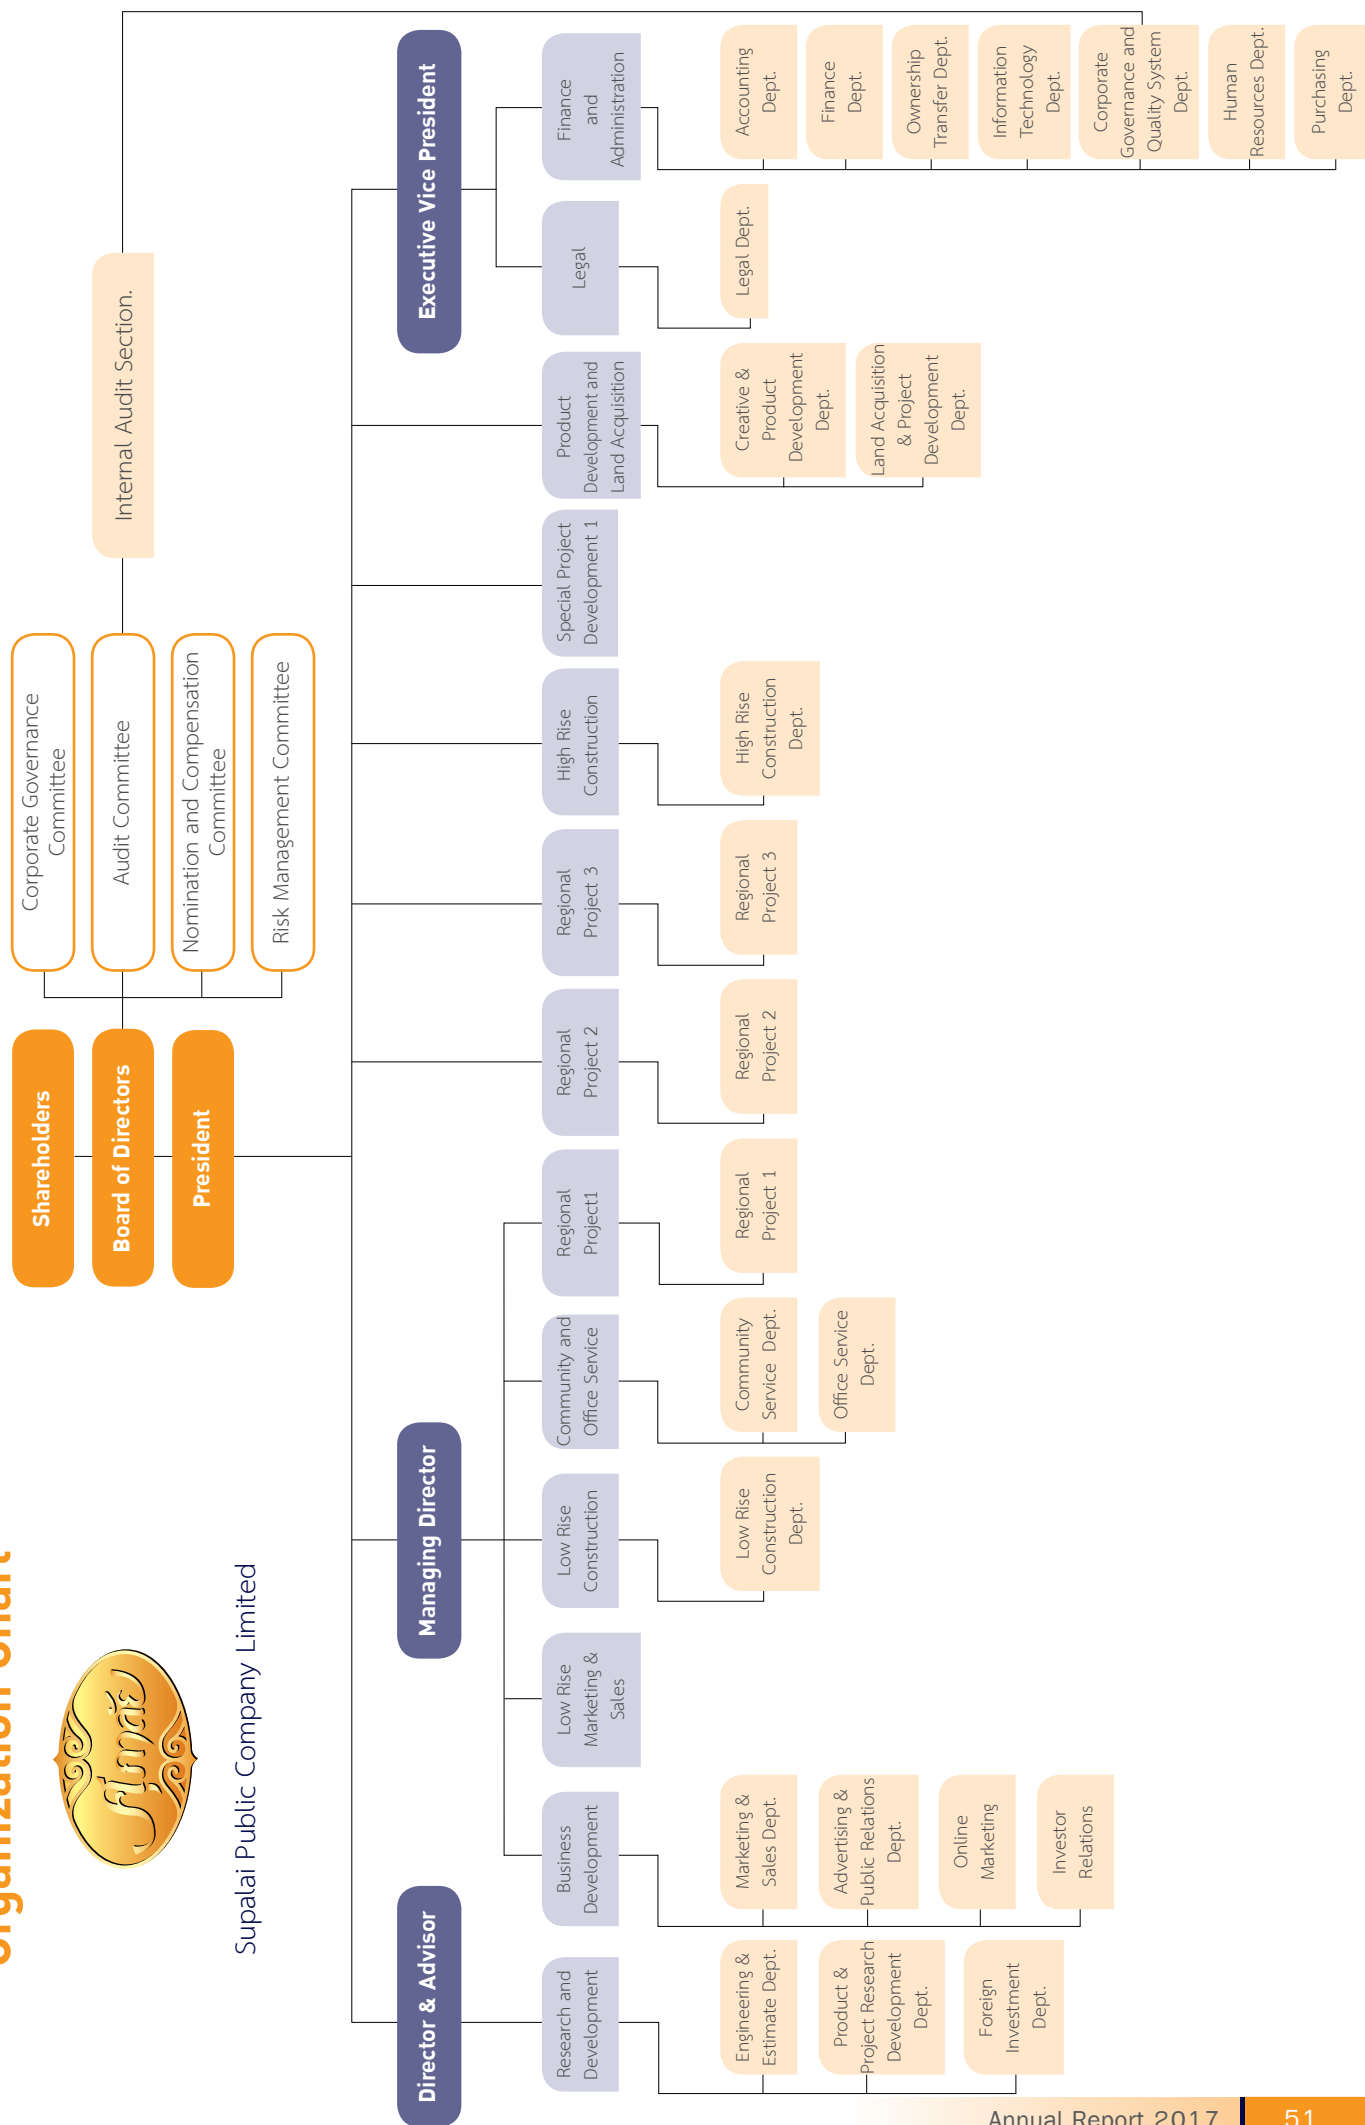 Organization Chart
ศุภาลัย
Supalai Public Company Limited
Shareholders
Board of Directors
President
Corporate Governance
Committee
Audit Committee
Nomination and Compensation
Committee
Risk Management Committee
Internal Audit Section.
Director & Advisor
Managing Director
Executive Vice President
Research and
Development
Business
Development
Low Rise
Marketing &
Sales
Low Rise
Construction
Community and
Office Service
Regional
Project1
Regional
Project 2
Regional
Project 3
High Rise
Construction
Special Project
Development 1
Product
Development and
Land Acquisition
Legal
Finance
and
Administration
Engineering &
Estimate Dept.
Product &
Project Research
Development
Dept.
Foreign
Investment
Dept.
Marketing &
Sales Dept.
Advertising &
Public Relations
Dept.
Online
Marketing
Investor
Relations
Low Rise
Construction
Dept.
Community
Service Dept.
Office Service
Dept.
Regional
Project 1
Regional
Project 2
Regional
Project 3
High Rise
Construction
Dept.
Creative &
Product
Development
Dept.
Land Acquisition
& Project
Development
Dept.
Legal Dept.
Accounting
Dept.
Finance
Dept.
Ownership
Transfer Dept.
Information
Technology
Dept.
Corporate
Governance and
Quality System
Dept.
Human
Resources Dept.
Purchasing
Dept.
Annual Report 2017
51